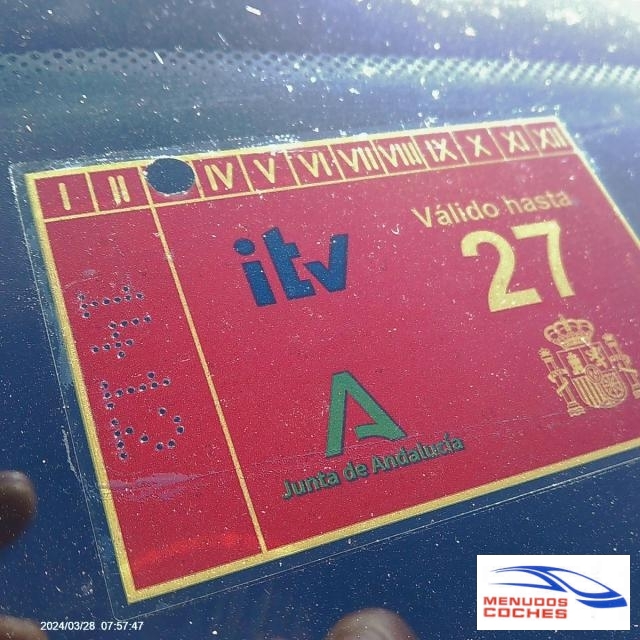 I II IV V VI VII VIII IX X XI XII
Válido hasta
27
itv
Junta de Andalucía
2024/03/28 07:57:47
MENUDOS
COCHES